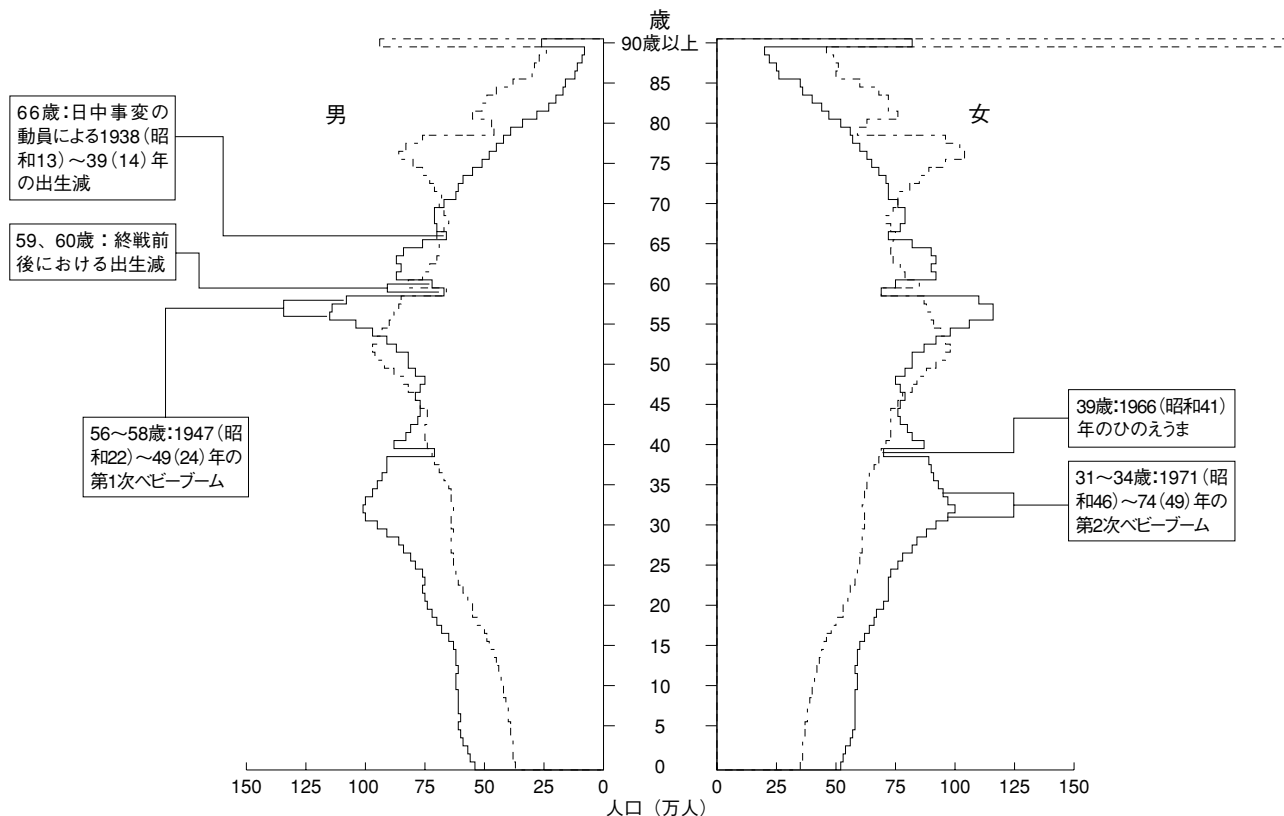 歳
90歳以上
85
80
75
70
65
60
55
50
45
40
35
30
25
20
15
10
5
0
男
女
66歳:日中事変の
動員による1938(昭
和13)〜39(14)年
の出生減
59、60歳:終戦前
後における出生減
56〜58歳:1947(昭
和22)〜49(24)年の
第1次ベビーブーム
39歳:1966(昭和41)
年のひのえうま
31〜34歳:1971(昭
和46)〜74(49)年の
第2次ベビーブーム
150 125 100 75 50 25 0 0 25 50 75 100 125 150
人口(万人)